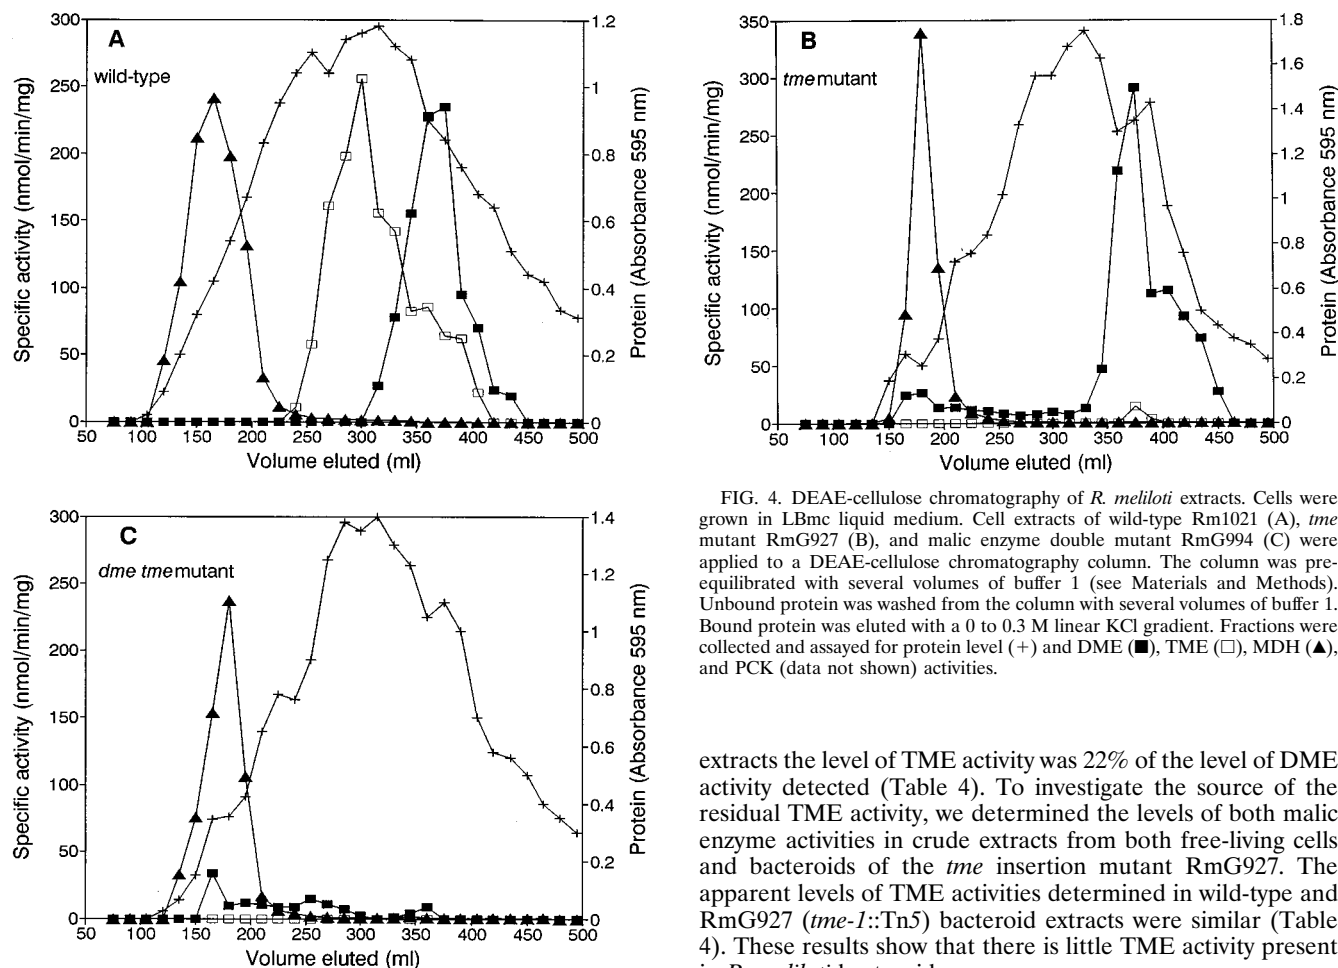 A
wild-type
300
250
200
150
100
50
0
Specific activity (nmol/min/mg)
1.2
1
0.8
0.6
0.4
0.2
0
Protein (Absorbance 595 nm)
50 100 150 200 250 300 350 400 450 500
Volume eluted (ml)
B
tme mutant
350
300
250
200
150
100
50
0
Specific activity (nmol/min/mg)
1.8
1.6
1.4
1.2
1
0.8
0.6
0.4
0.2
0
Protein (Absorbance 595 nm)
50 100 150 200 250 300 350 400 450 500
Volume eluted (ml)
C
dme tme mutant
300
250
200
150
100
50
0
Specific activity (nmol/min/mg)
1.4
1.2
1
0.8
0.6
0.4
0.2
0
Protein (Absorbance 595 nm)
50 100 150 200 250 300 350 400 450 500
Volume eluted (ml)
FIG. 4. DEAE-cellulose chromatography of R. meliloti extracts. Cells were
grown in LBmc liquid medium. Cell extracts of wild-type Rm1021 (A), tme
mutant RmG927 (B), and malic enzyme double mutant RmG994 (C) were
applied to a DEAE-cellulose chromatography column. The column was pre-
equilibrated with several volumes of buffer 1 (see Materials and Methods).
Unbound protein was washed from the column with several volumes of buffer 1.
Bound protein was eluted with a 0 to 0.3 M linear KCl gradient. Fractions were
collected and assayed for protein level (+) and DME (■), TME (□), MDH (▲),
and PCK (data not shown) activities.
extracts the level of TME activity was 22% of the level of DME
activity detected (Table 4). To investigate the source of the
residual TME activity, we determined the levels of both malic
enzyme activities in crude extracts from both free-living cells
and bacteroids of the tme insertion mutant RmG927. The
apparent levels of TME activities determined in wild-type and
RmG927 (tme-1::Tn5) bacteroid extracts were similar (Table
4). These results show that there is little TME activity present